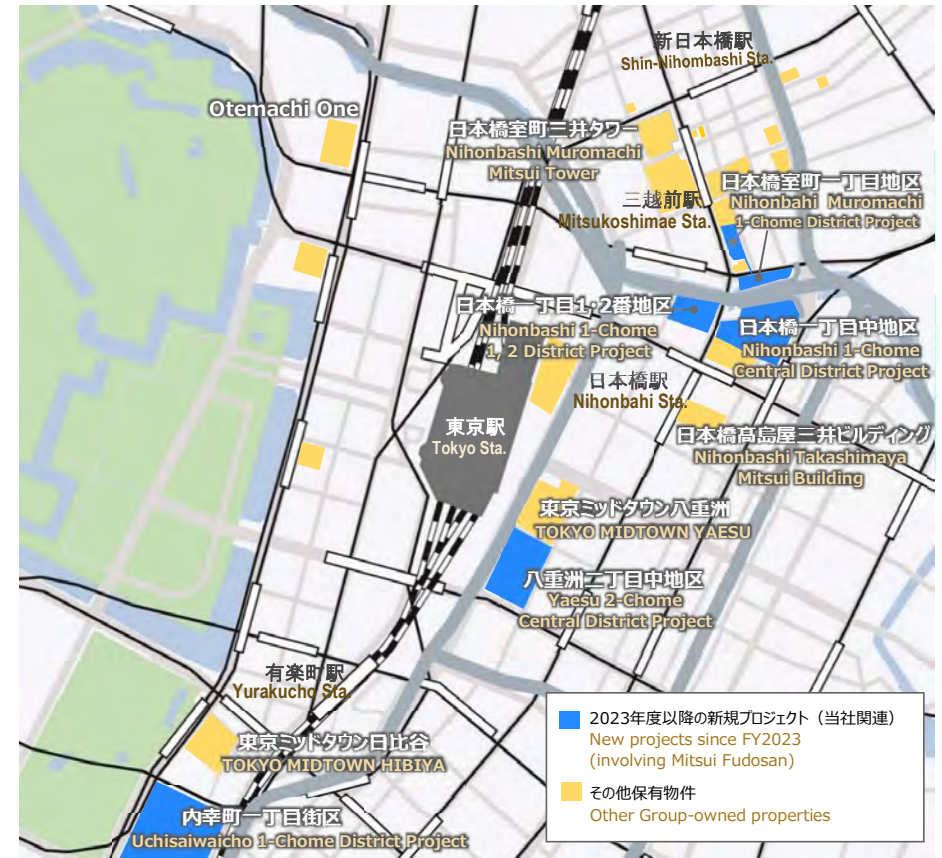 新日本橋駅
Shin-Nihombashi Sta.
Otemachi One
日本橋室町三井タワー
Nihonbashi Muromachi
Mitsui Tower
三越前駅
Mitsukoshimae Sta.
日本橋室町一丁目地区
Nihonbahi Muromachi
1-Chome District Project
日本橋一丁目1・2番地区
Nihonbashi 1-Chome
1, 2 District Project
日本橋一丁目中地区
Nihonbashi 1-Chome
Central District Project
日本橋駅
Nihonbahi Sta.
東京駅
Tokyo Sta.
日本橋髙島屋三井ビルディング
Nihonbashi Takashimaya
Mitsui Building
東京ミッドタウン八重洲
TOKYO MIDTOWN YAESU
八重洲二丁目中地区
Yaesu 2-Chome
Central District Project
有楽町駅
Yurakucho Sta.
東京ミッドタウン日比谷
TOKYO MIDTOWN HIBIYA
内幸町一丁目街区
Uchisaiwaicho 1-Chome District Project
2023年度以降の新規プロジェクト（当社関連）
New projects since FY2023
(involving Mitsui Fudosan)
その他保有物件
Other Group-owned properties